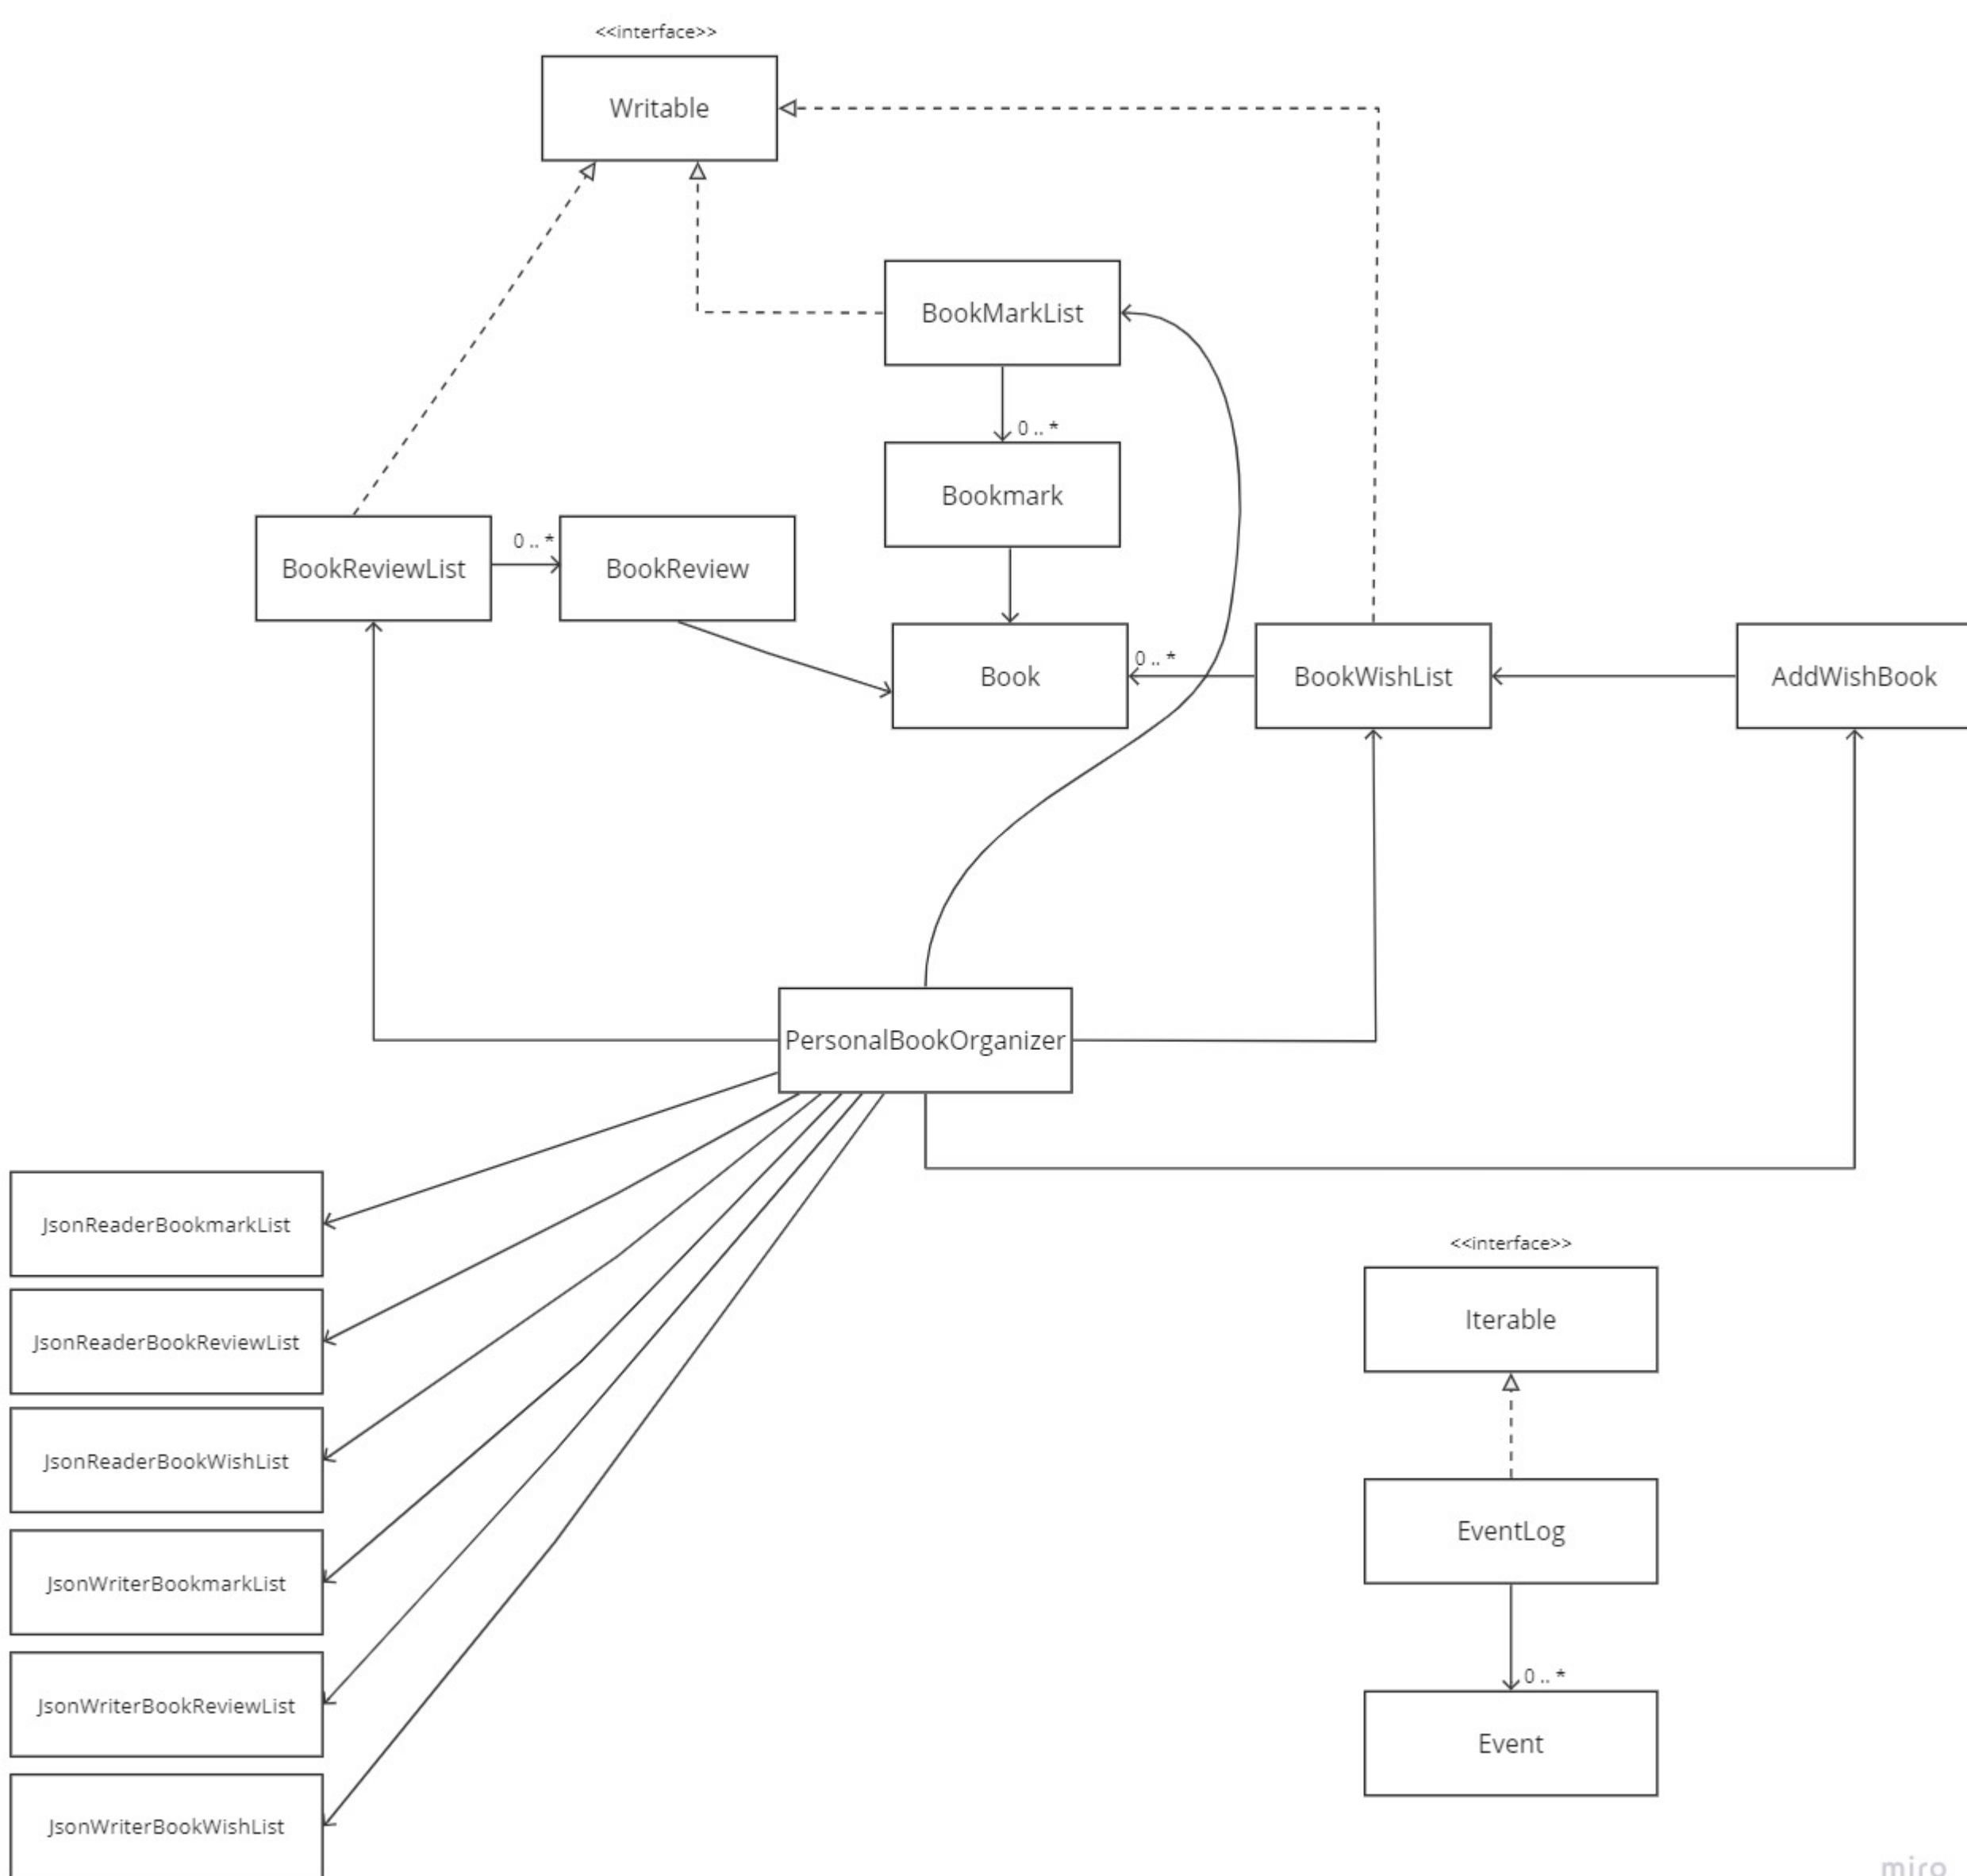 <<interface>>
Writable
BookMarkList
0 .. *
Bookmark
BookReviewList
0 .. *
BookReview
Book
0 .. *
BookWishList
AddWishBook
PersonalBookOrganizer
JsonReaderBookmarkList
JsonReaderBookReviewList
JsonReaderBookWishList
JsonWriterBookmarkList
JsonWriterBookReviewList
JsonWriterBookWishList
<<interface>>
Iterable
EventLog
0 .. *
Event
miro